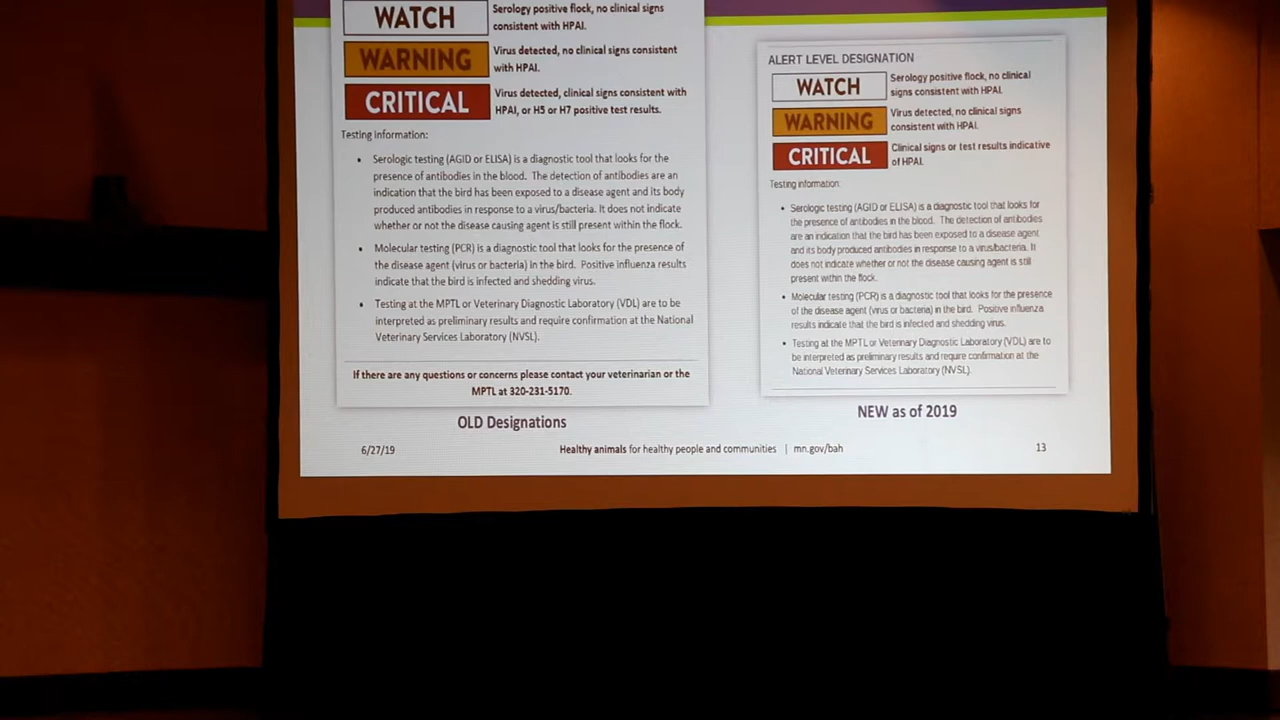 WATCH
Serology positive flock, no clinical signs
consistent with HPAI.
WARNING
Virus detected, no clinical signs consistent
with HPAI.
CRITICAL
Virus detected, clinical signs consistent with
HPAI, or H5 or H7 positive test results.
Testing information:
• Serologic testing (AGID or ELISA) is a diagnostic tool that looks for the
presence of antibodies in the blood. The detection of antibodies are an
indication that the bird has been exposed to a disease agent and its body
produced antibodies in response to a virus/bacteria. It does not indicate
whether or not the disease causing agent is still present within the flock.
• Molecular testing (PCR) is a diagnostic tool that looks for the presence of
the disease agent (virus or bacteria) in the bird. Positive influenza results
indicate that the bird is infected and shedding virus.
• Testing at the MPTL or Veterinary Diagnostic Laboratory (VDL) are to be
interpreted as preliminary results and require confirmation at the National
Veterinary Services Laboratory (NVSL).
If there are any questions or concerns please contact your veterinarian or the
MPTL at 320-231-5170.
OLD Designations
ALERT LEVEL DESIGNATION
WATCH
Serology positive flock, no clinical
signs consistent with HPAI.
WARNING
Virus detected, no clinical signs
consistent with HPAI.
CRITICAL
Clinical signs or test results indicative
of HPAI.
Testing information:
• Serologic testing (AGID or ELISA) is a diagnostic tool that looks for
the presence of antibodies in the blood. The detection of antibodies
are an indication that the bird has been exposed to a disease agent
and its body produced antibodies in response to a virus/bacteria. It
does not indicate whether or not the disease causing agent is still
present within the flock.
• Molecular testing (PCR) is a diagnostic tool that looks for the presence
of the disease agent (virus or bacteria) in the bird. Positive influenza
results indicate that the bird is infected and shedding virus.
• Testing at the MPTL or Veterinary Diagnostic Laboratory (VDL) are to
be interpreted as preliminary results and require confirmation at the
National Veterinary Services Laboratory (NVSL).
NEW as of 2019
6/27/19
Healthy animals for healthy people and communities | mn.gov/bah
13